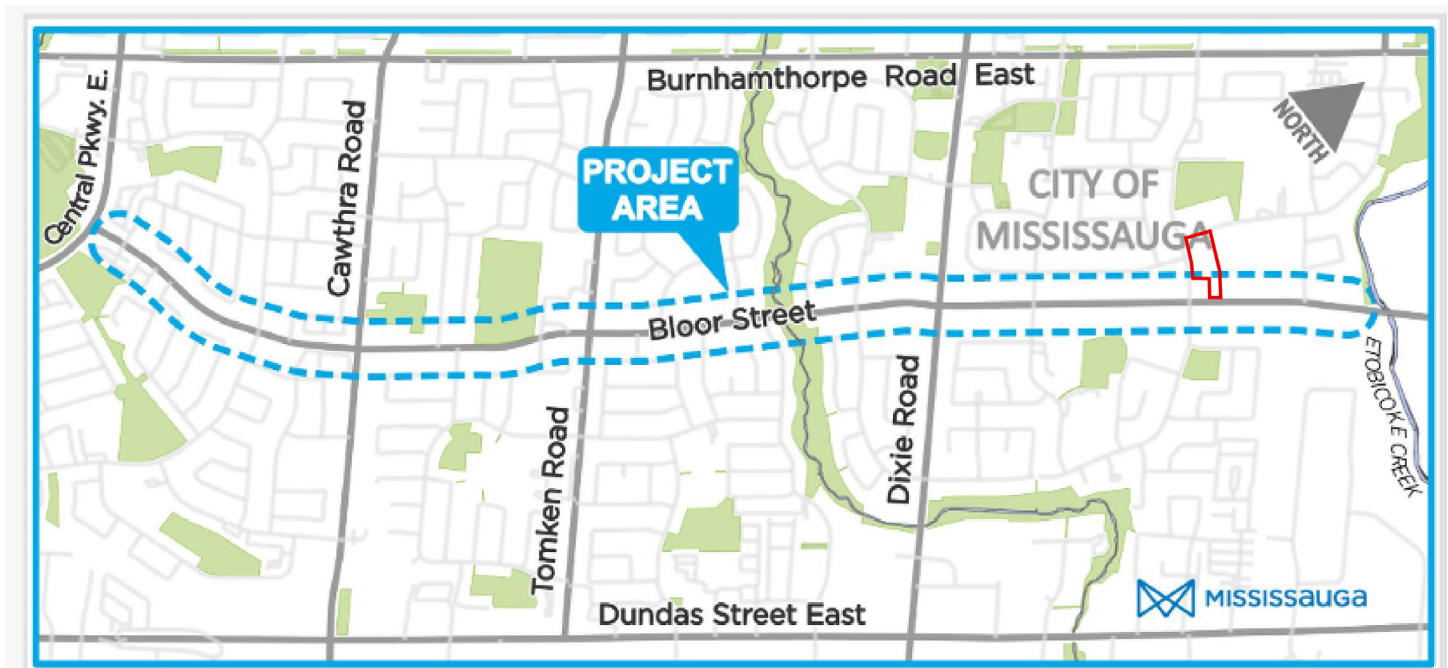 Burnhamthorpe Road East
Central Pkwy. E.
Cawthra Road
PROJECT
AREA
NORTH
CITY OF
MISSISSAUGA
Bloor Street
Tomken Road
Dixie Road
ETOBICOKE CREEK
Dundas Street East
MISSISSAUGA